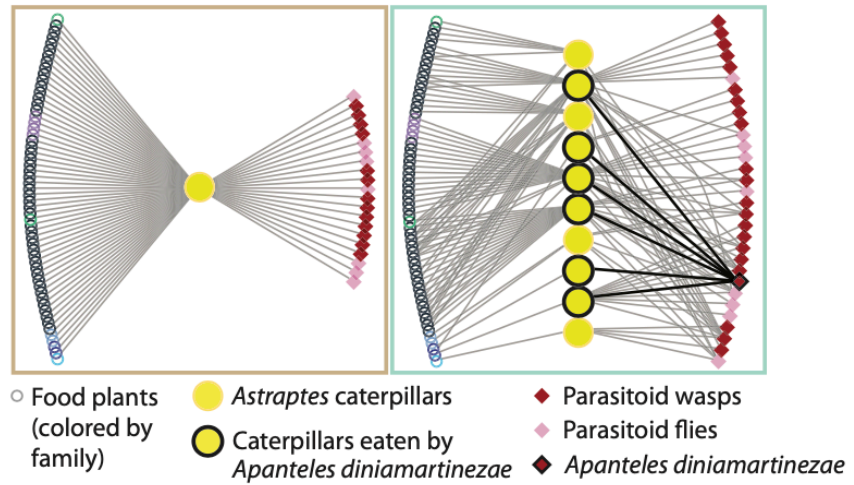 Food plants
(colored by
family)
Astraptes caterpillars
Caterpillars eaten by
Apanteles diniamartinezae
Parasitoid wasps
Parasitoid flies
Apanteles diniamartinezae